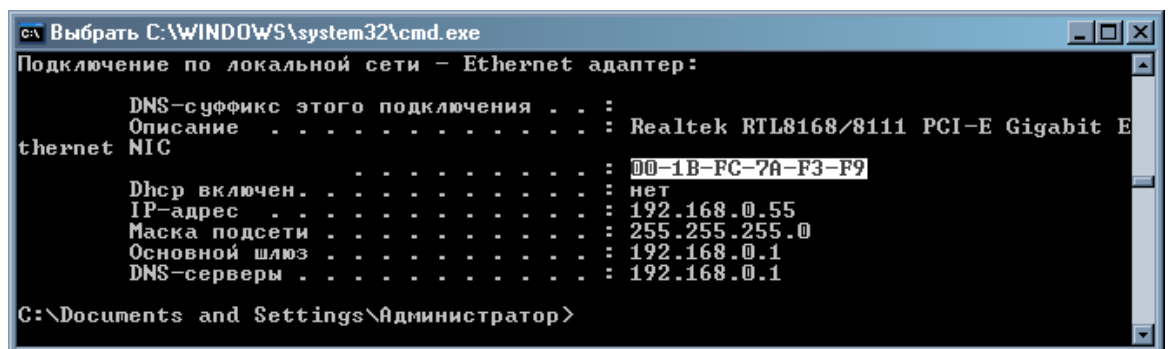 Выбрать C:\WINDOWS\system32\cmd.exe
Подключение по локальной сети - Ethernet адаптер:
DNS-суффикс этого подключения . . :
Описание . . . . . . . . . . . . : Realtek RTL8168/8111 PCI-E Gigabit E
thernet NIC
. . . . . . . . . . : 00-1B-FC-7A-F3-F9
Dhcp включен. . . . . . . . . . . : нет
IP-адрес . . . . . . . . . . . . : 192.168.0.55
Маска подсети . . . . . . . . . . : 255.255.255.0
Основной шлюз . . . . . . . . . . : 192.168.0.1
DNS-серверы . . . . . . . . . . . : 192.168.0.1
C:\Documents and Settings\Администратор>